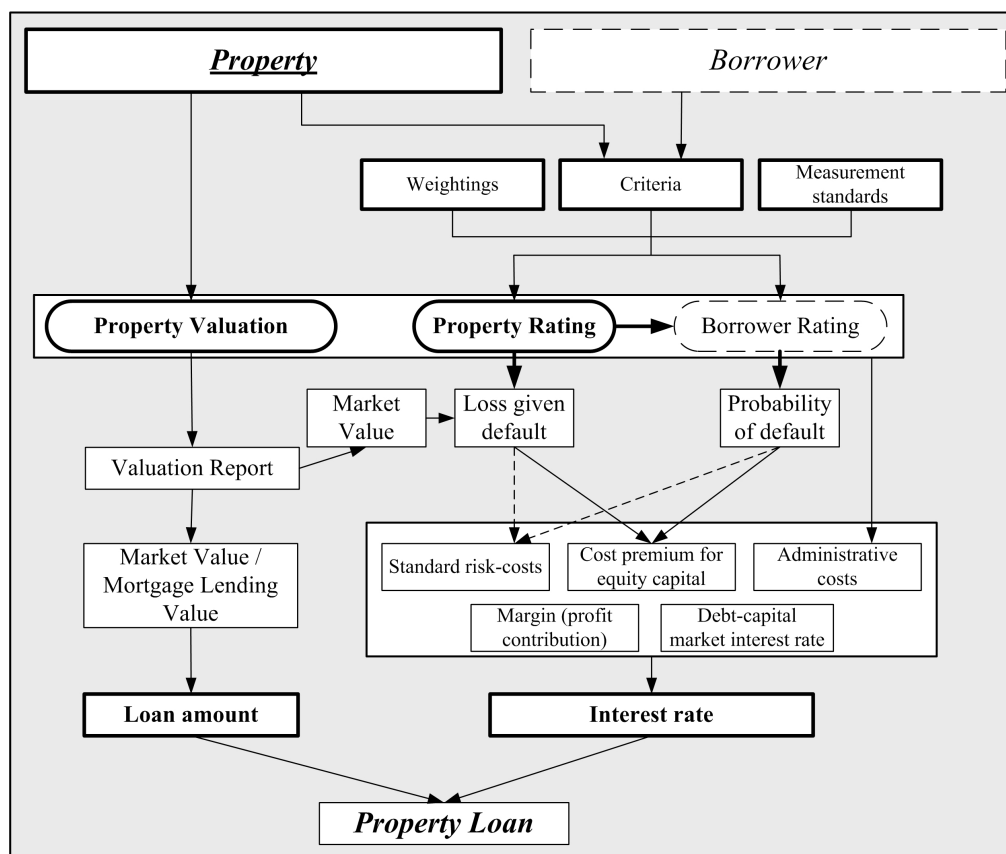 Property
Borrower
Weightings
Criteria
Measurement
standards
Property Valuation
Property Rating
Borrower Rating
Market
Value
Loss given
default
Probability
of default
Valuation Report
Market Value /
Mortgage Lending
Value
Standard risk-costs
Cost premium for
equity capital
Administrative
costs
Margin (profit
contribution)
Debt-capital
market interest rate
Loan amount
Interest rate
Property Loan